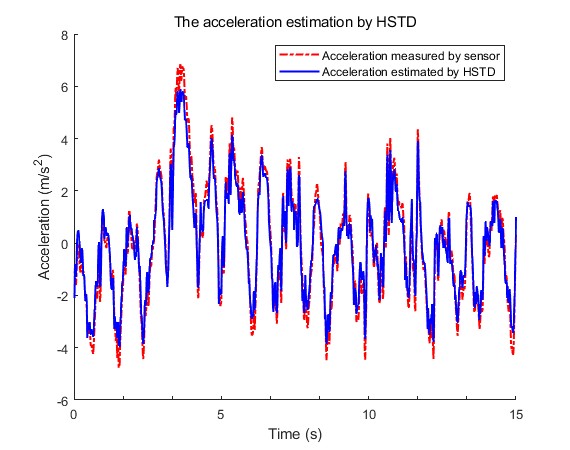 The acceleration estimation by HSTD
Acceleration measured by sensor
Acceleration estimated by HSTD
8
6
4
2
0
-2
-4
-6
Acceleration (m/s2)
0
5
10
15
Time (s)